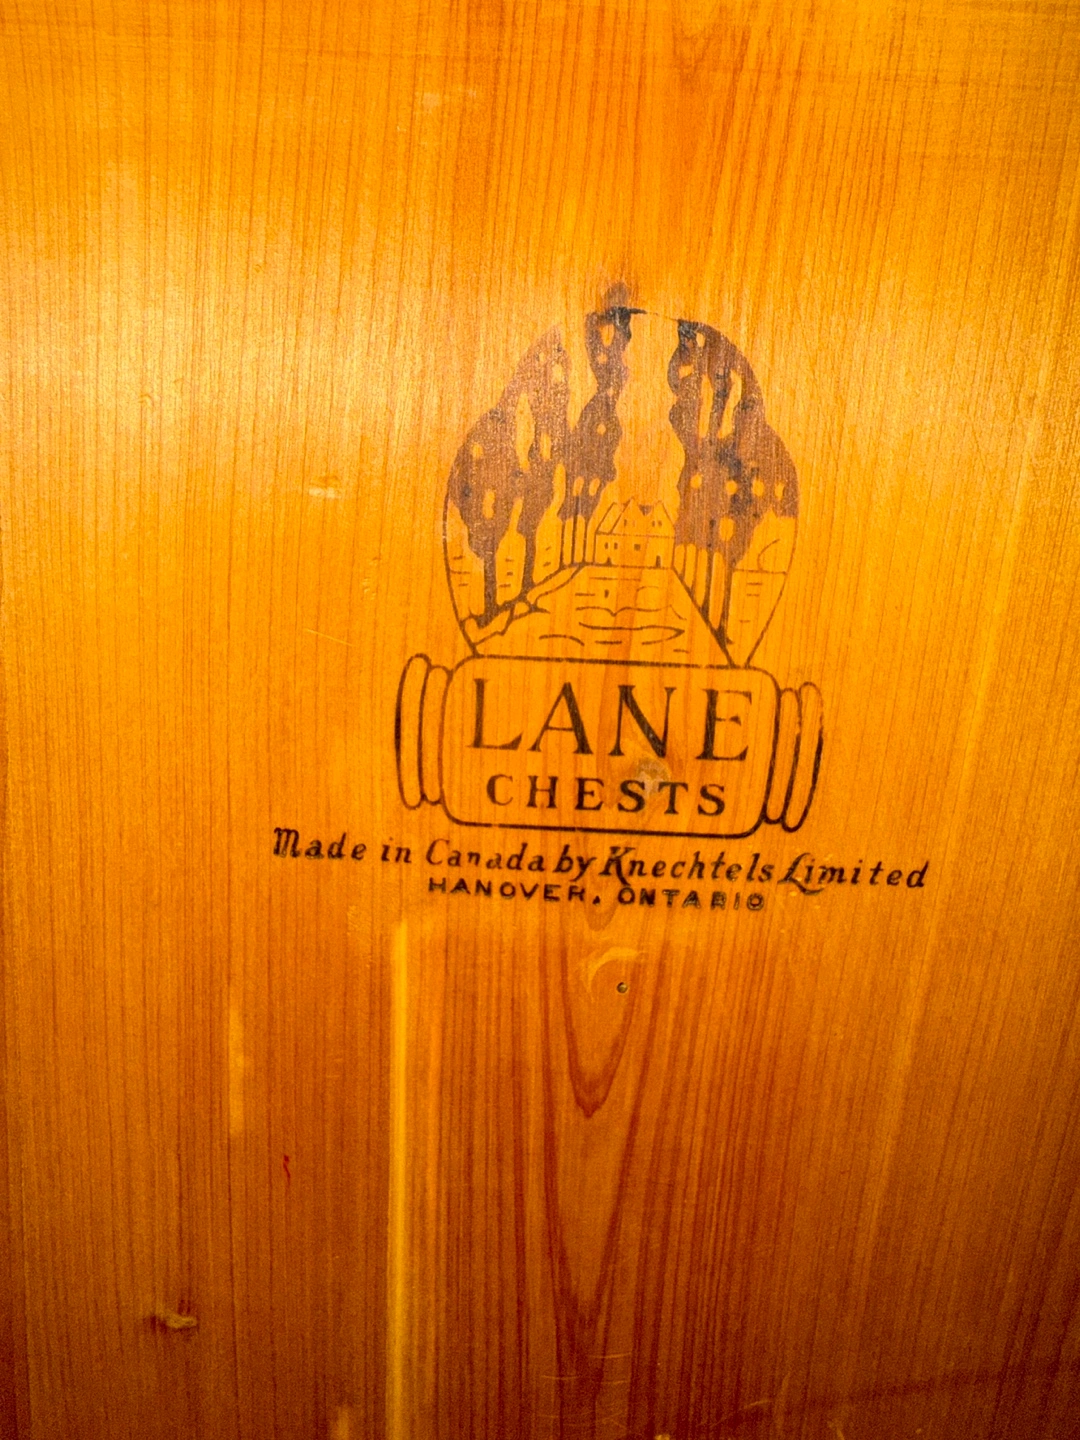 LANE
CHESTS
Made in Canada by Knechtels Limited
HANOVER, ONTARIO